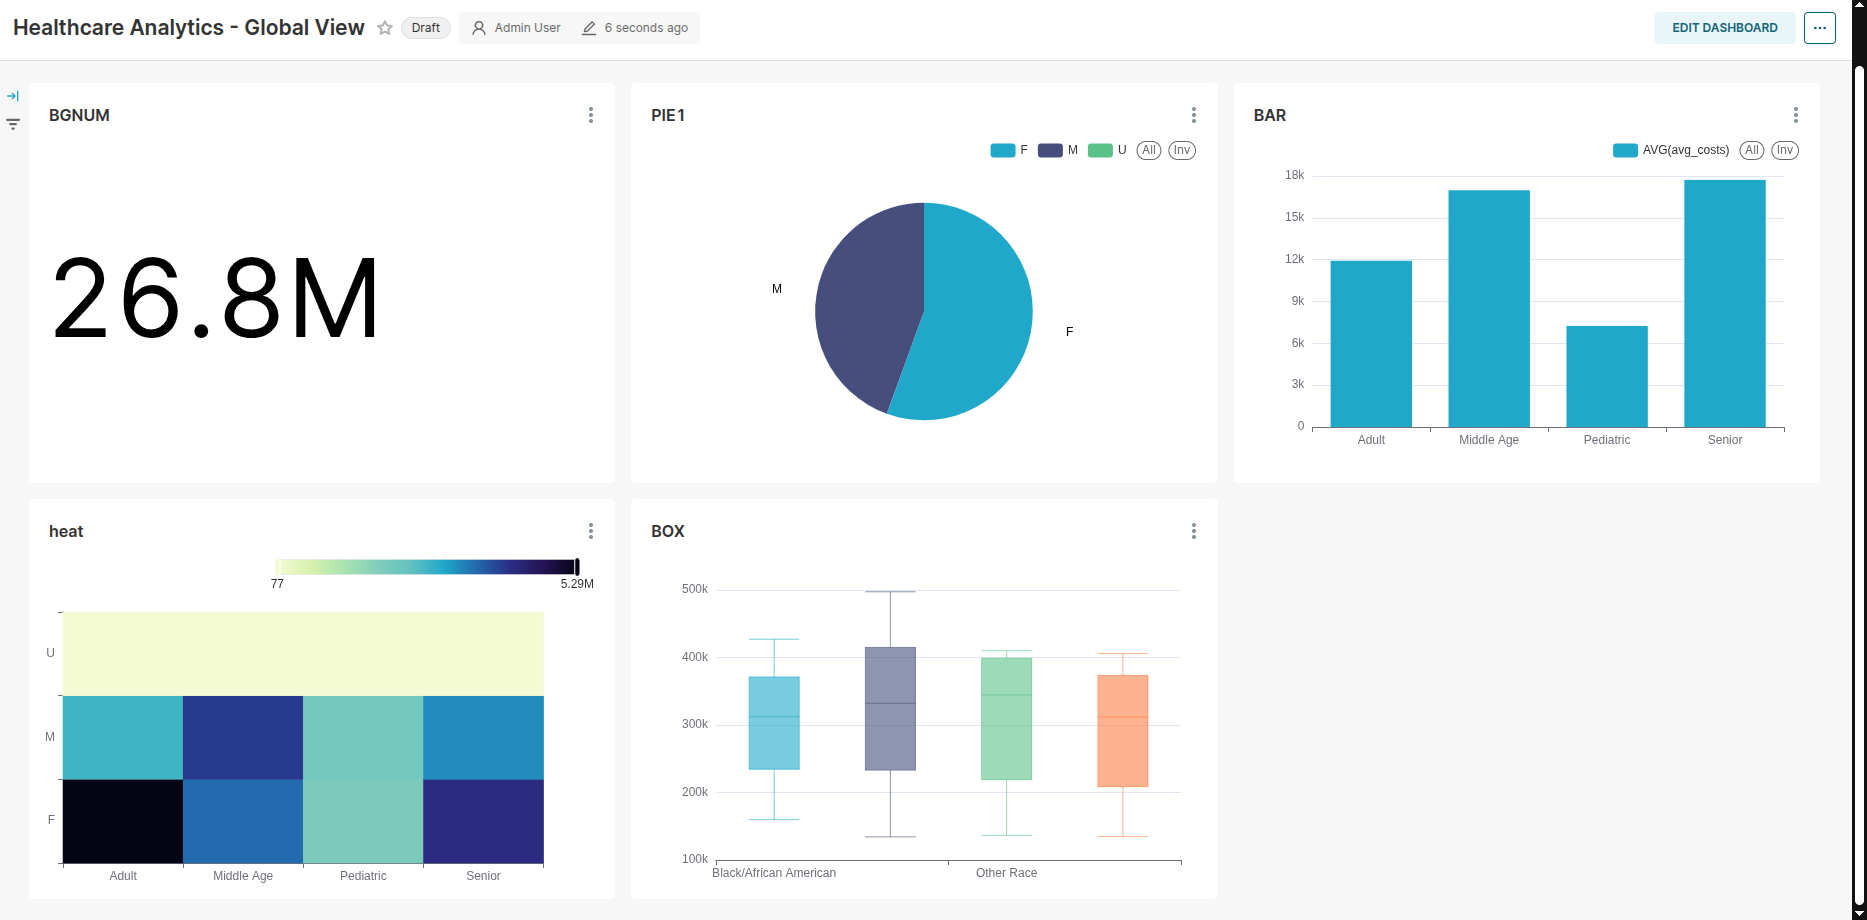 Healthcare Analytics - Global View
Draft
Admin User
6 seconds ago
EDIT DASHBOARD
...
BGNUM
26.8M
PIE1
F M U All Inv
M
F
BAR
AVG(avg_costs) All Inv
18k
15k
12k
9k
6k
3k
0
Adult Middle Age Pediatric Senior
heat
77 5.29M
U
M
F
Adult Middle Age Pediatric Senior
BOX
500k
400k
300k
200k
100k
Black/African American Other Race